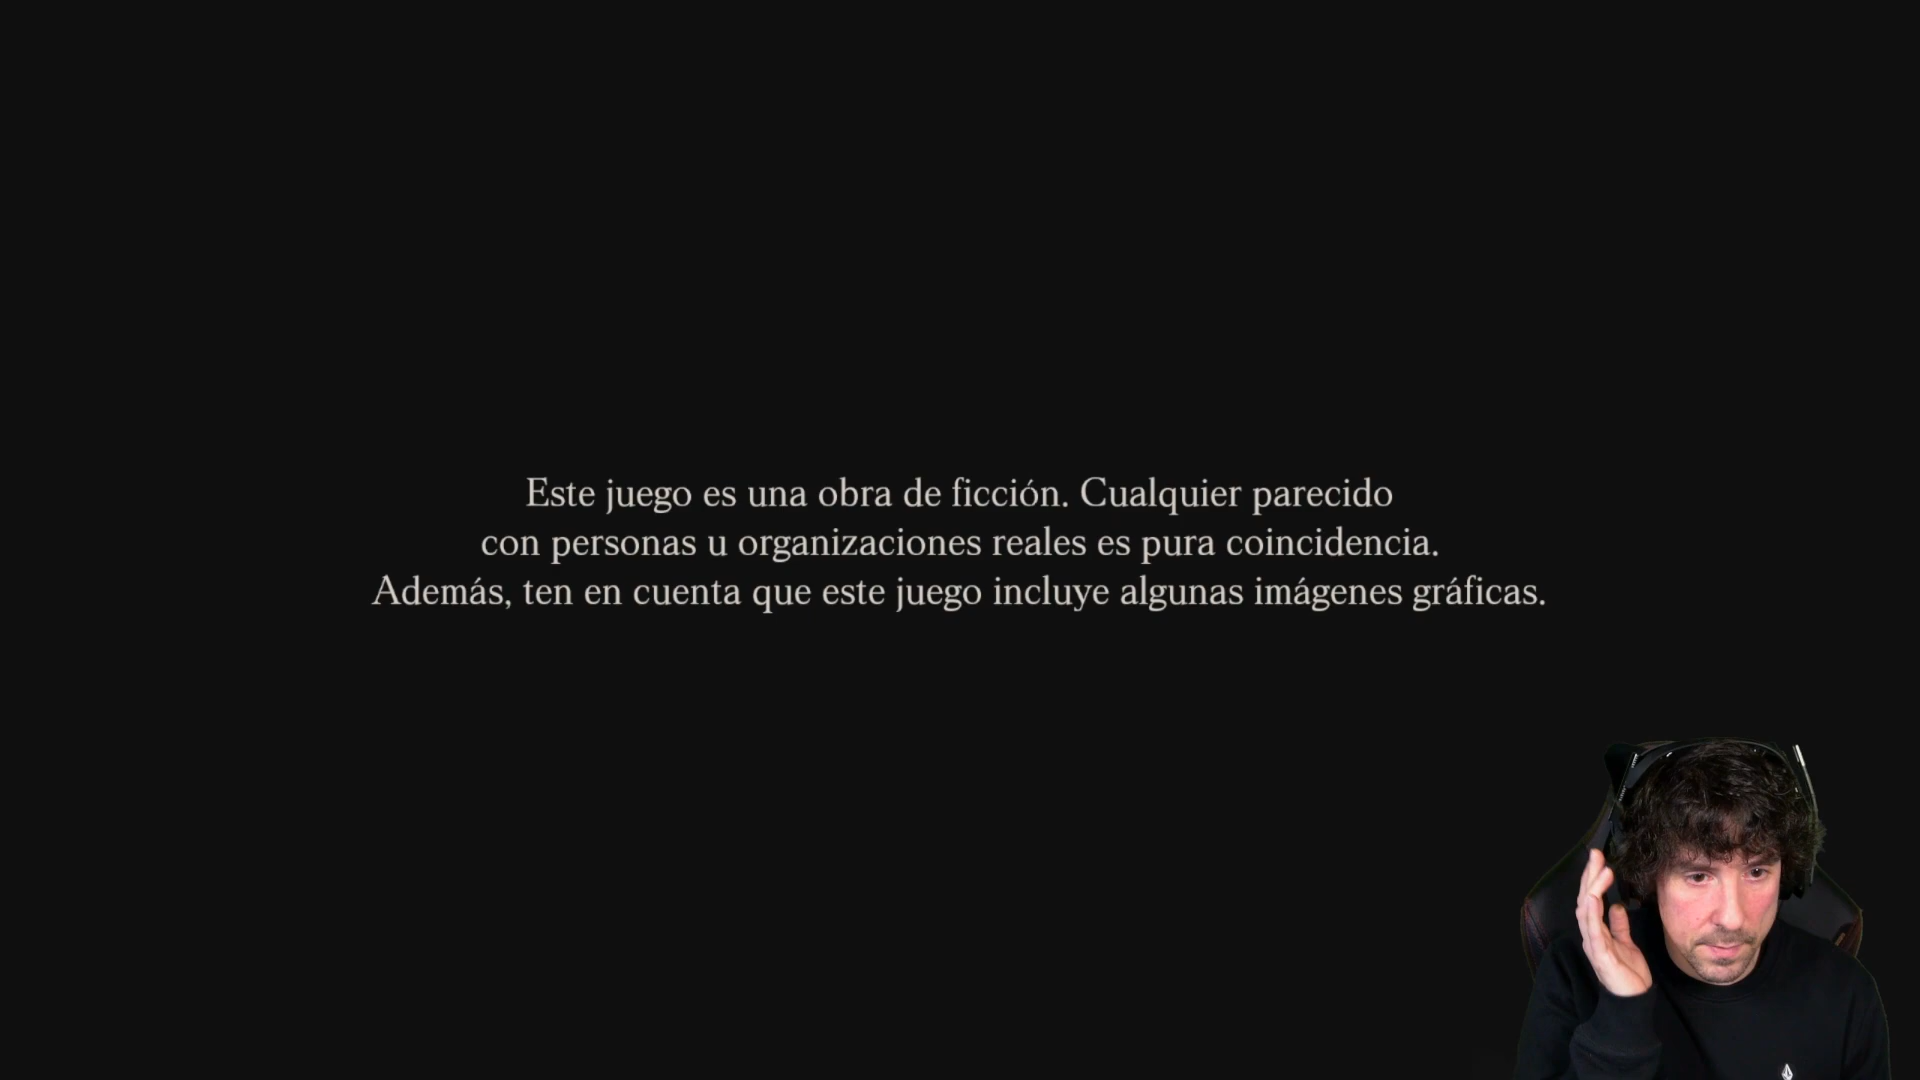 Este juego es una obra de ficción. Cualquier parecido
con personas u organizaciones reales es pura coincidencia.
Además, ten en cuenta que este juego incluye algunas imágenes gráficas.